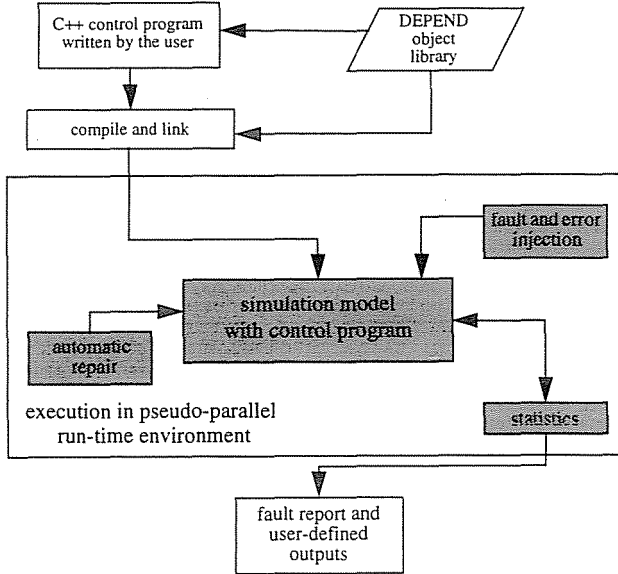 C++ control program
written by the user
DEPEND
object
library
compile and link
fault and error
injection
simulation model
with control program
automatic
repair
execution in pseudo-parallel
run-time environment
statistics
fault report and
user-defined
outputs